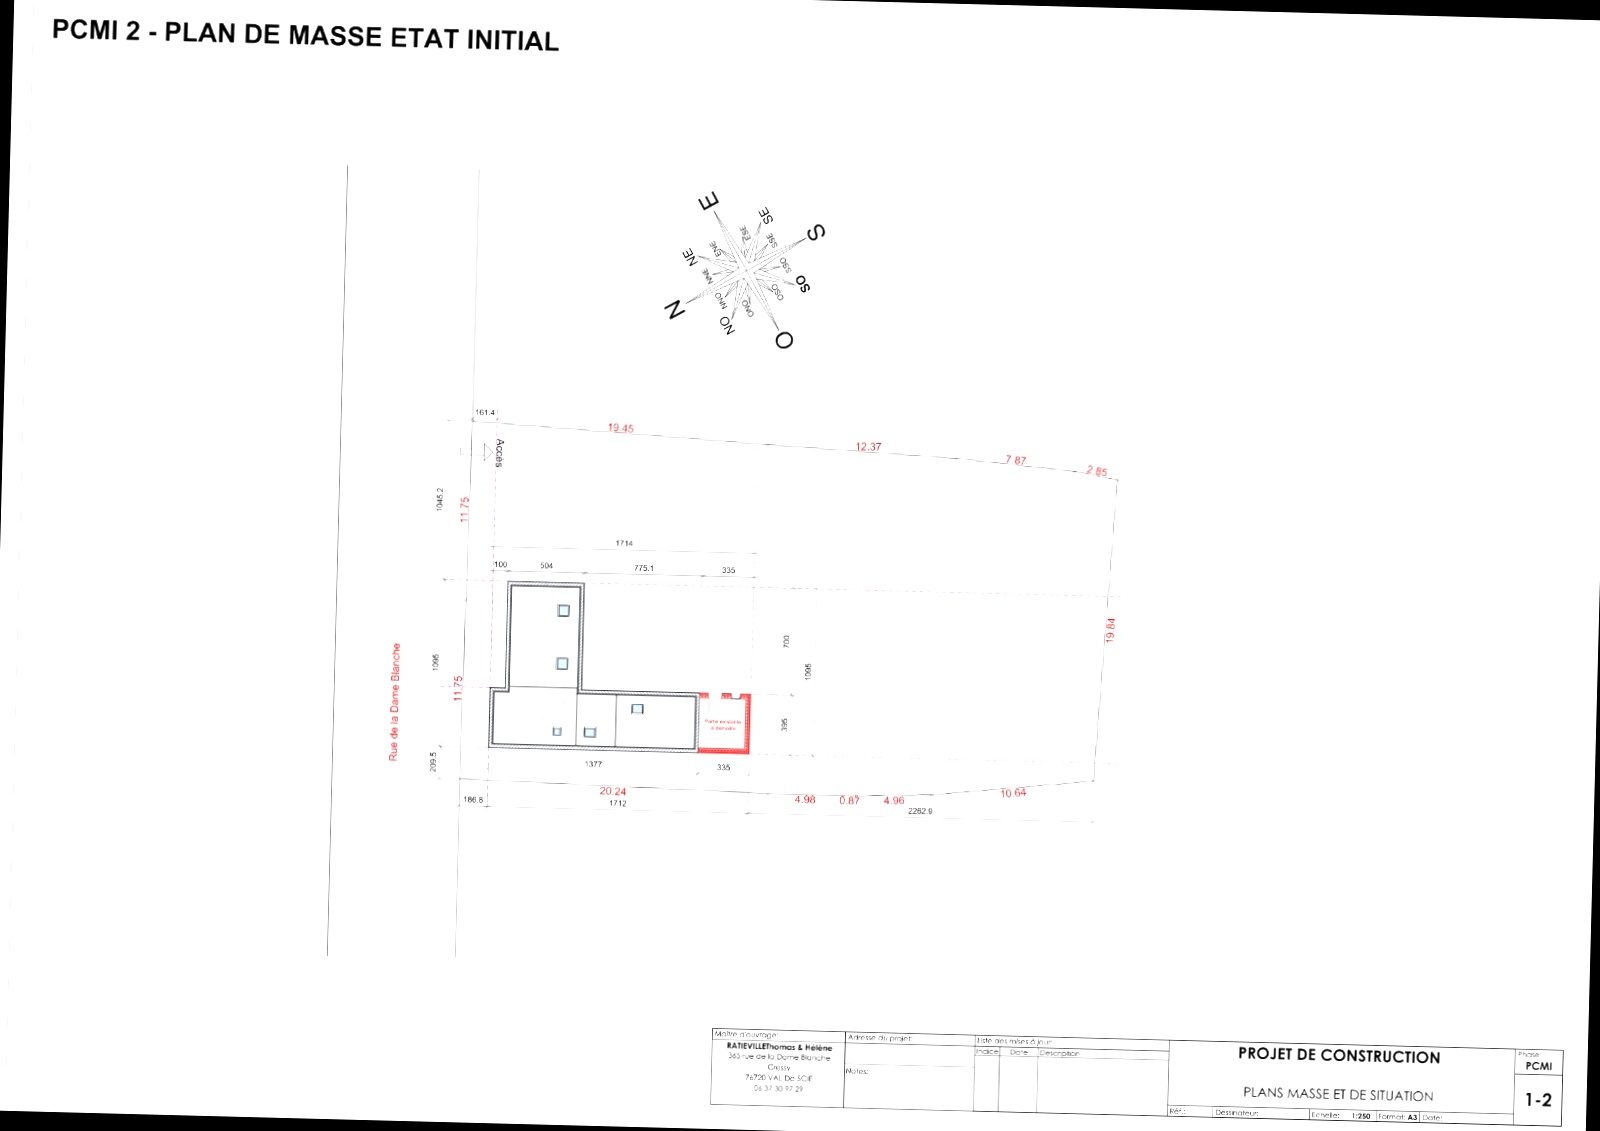 PCMI 2 - PLAN DE MASSE ETAT INITIAL
E
SE
S
ESE
SSE
ENE
NE
SSO
SO
NNE
OSO
N
NNO
ONO
NO
O
161.4
19.45
12.37
7.87
2.85
Accès
1045.2
11.75
1714
100
504
775.1
335
19.84
700
1095
1095
11.75
Rue de la Dame Blanche
Partie existante
à démolir
395
209.5
1377
335
186.8
20.24
1712
4.98
0.87
4.96
10.64
2262.9
Maître d'ouvrage:
RATIEVILLEThomas & Hélène
365 rue de la Dame Blanche
Cressy
76720 VAL De SCIE
06 37 30 97 29
Adresse du projet:
Notes:
Liste des mises à jour:
Indice
Date
Description
PROJET DE CONSTRUCTION
PLANS MASSE ET DE SITUATION
Réf.:
Dessinateur:
Echelle: 1:250
Format: A3
Date:
Phase:
PCMI
1-2